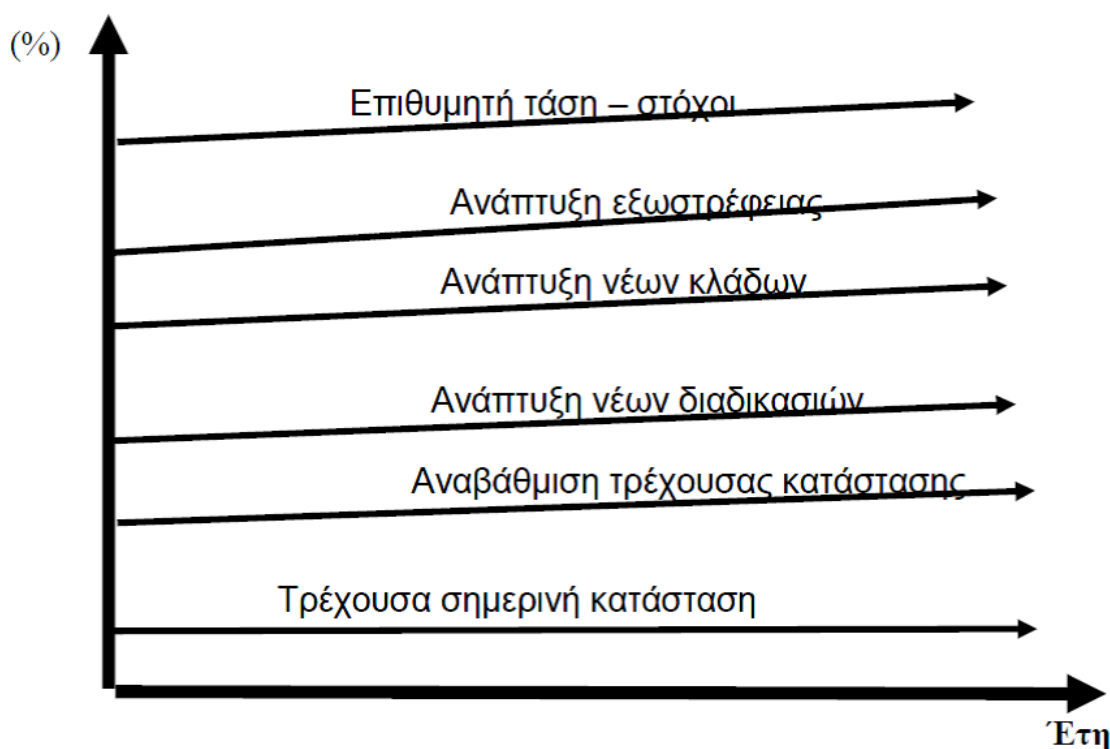 (%)
Επιθυμητή τάση – στόχοι
Ανάπτυξη εξωστρέφειας
Ανάπτυξη νέων κλάδων
Ανάπτυξη νέων διαδικασιών
Αναβάθμιση τρέχουσας κατάστασης
Τρέχουσα σημερινή κατάσταση
Έτη